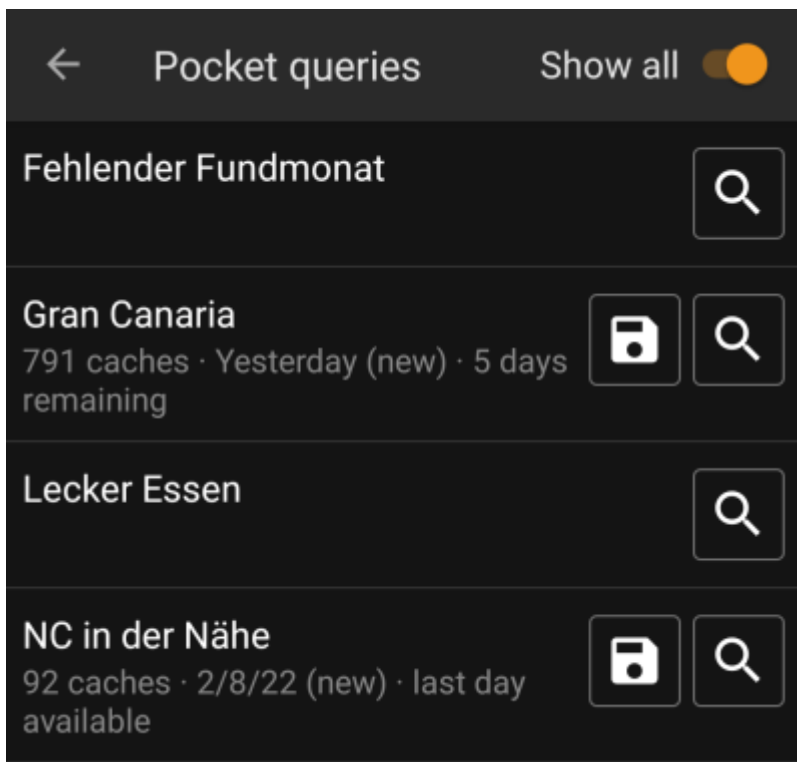 Pocket queries Show all
Fehlender Fundmonat
Gran Canaria
791 caches · Yesterday (new) · 5 days
remaining
Lecker Essen
NC in der Nähe
92 caches · 2/8/22 (new) · last day
available